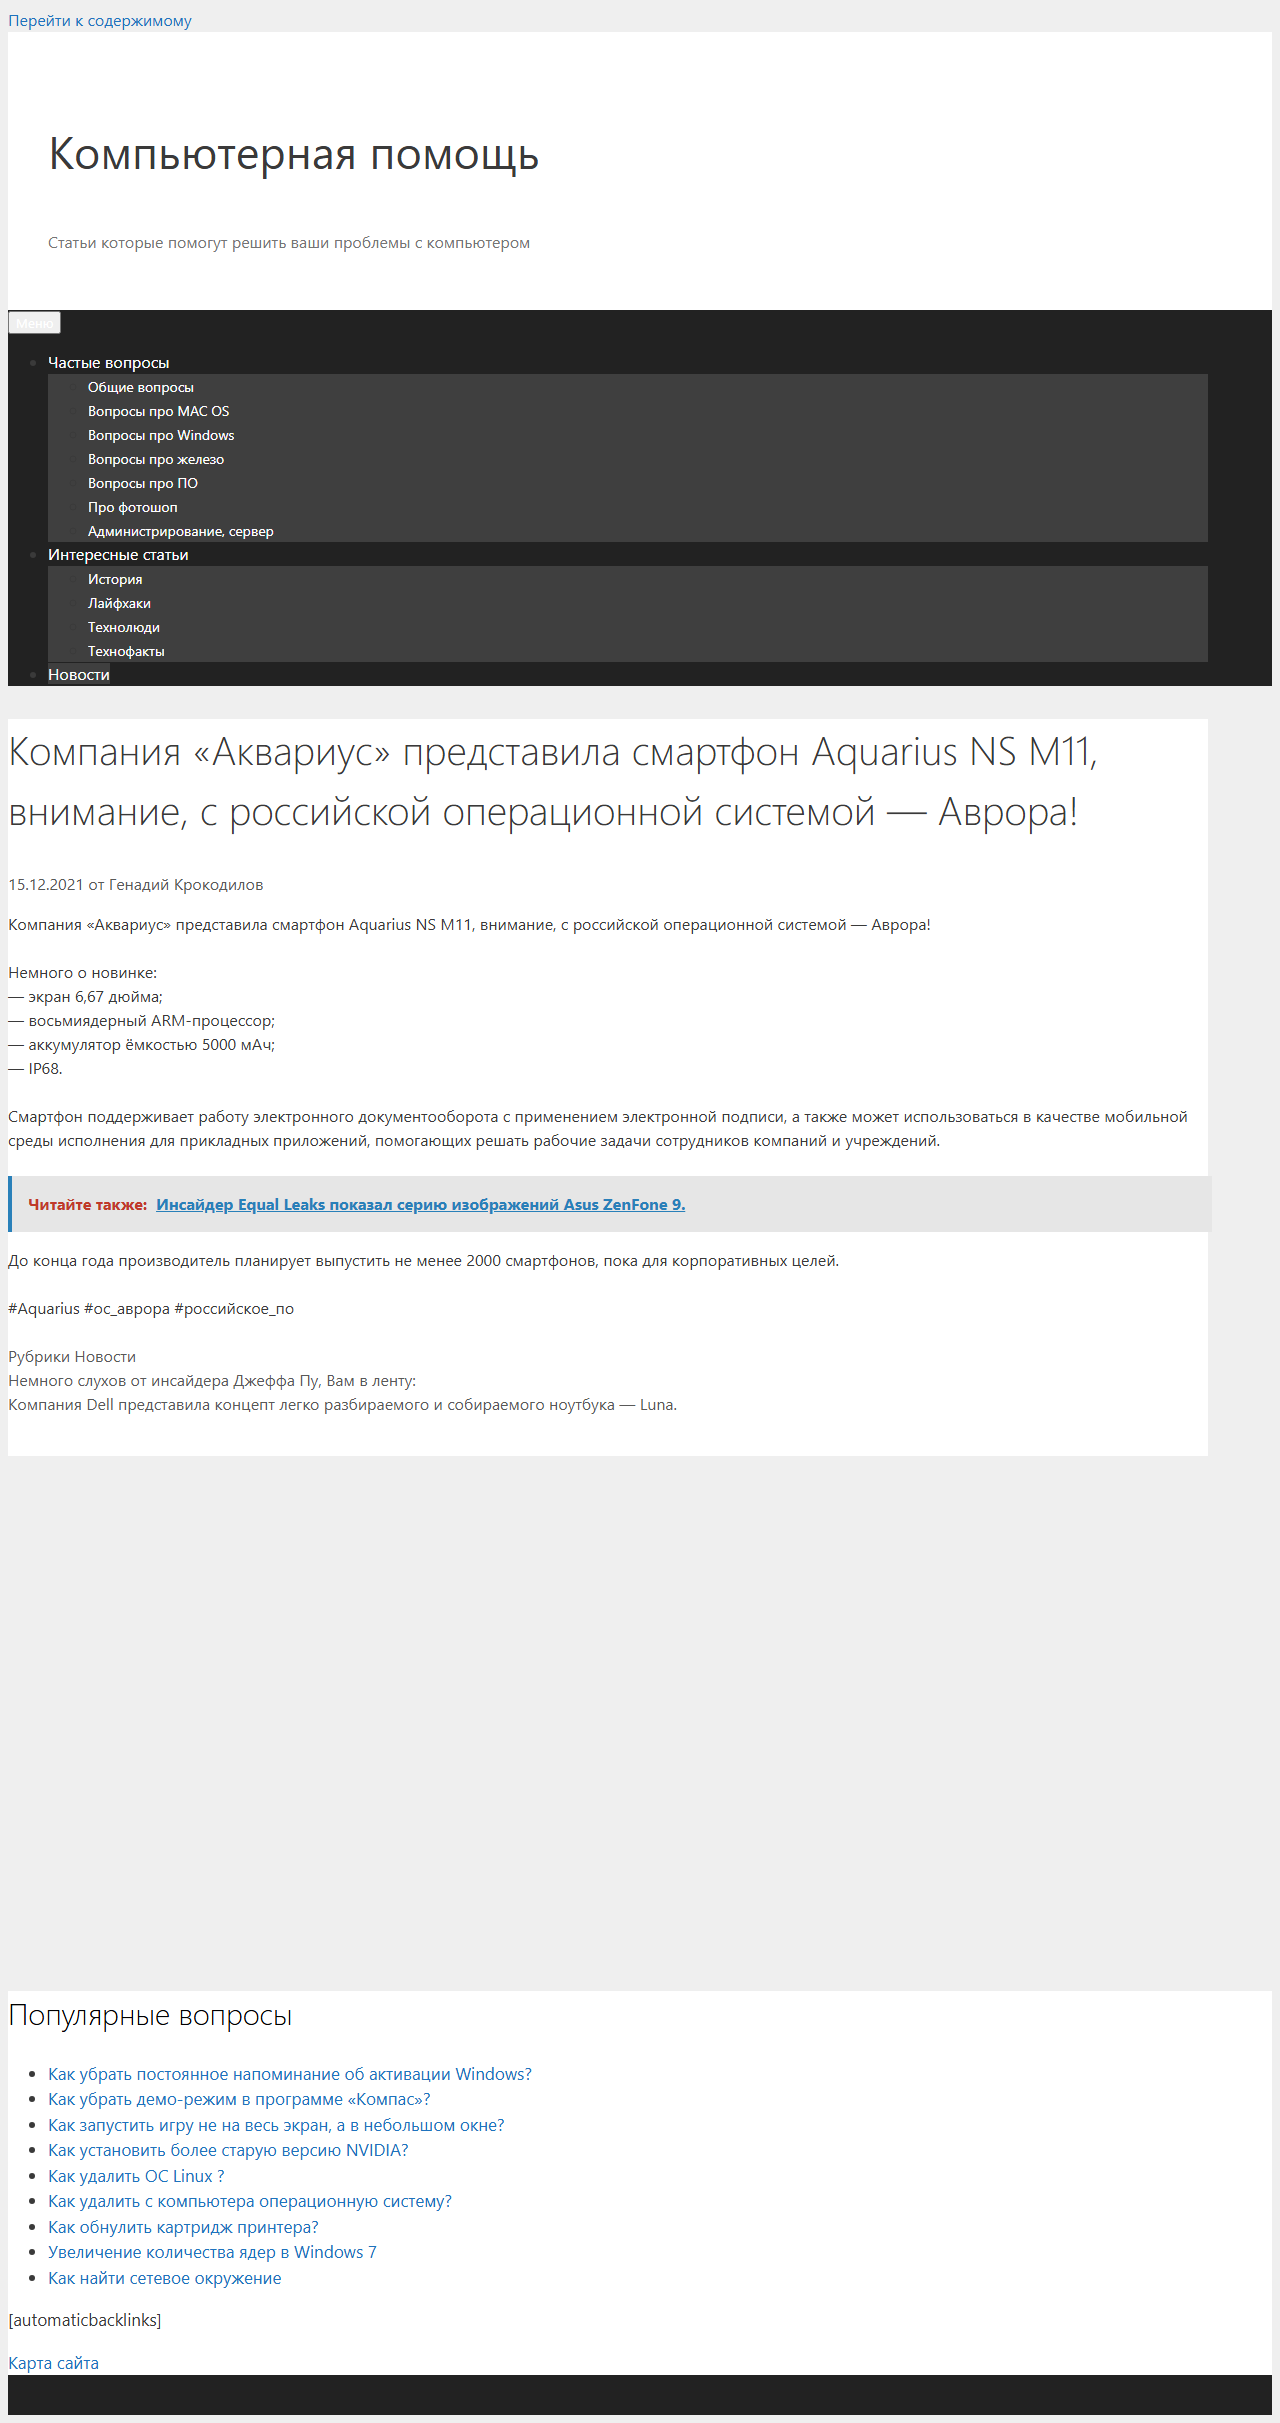 Перейти к содержимому
Компьютерная помощь
Статьи которые помогут решить ваши проблемы с компьютером
Меню
Частые вопросы
Общие вопросы
Вопросы про MAC OS
Вопросы про Windows
Вопросы про железо
Вопросы про ПО
Про фотошоп
Администрирование, сервер
Интересные статьи
История
Лайфхаки
Технолюди
Технофакты
Новости
Компания «Аквариус» представила смартфон Aquarius NS M11,
внимание, с российской операционной системой — Аврора!
15.12.2021 от Генадий Крокодилов
Компания «Аквариус» представила смартфон Aquarius NS M11, внимание, с российской операционной системой — Аврора!
Немного о новинке:
— экран 6,67 дюйма;
— восьмиядерный ARM-процессор;
— аккумулятор ёмкостью 5000 мАч;
— IP68.
Смартфон поддерживает работу электронного документооборота с применением электронной подписи, а также может использоваться в качестве мобильной
среды исполнения для прикладных приложений, помогающих решать рабочие задачи сотрудников компаний и учреждений.
Читайте также: Инсайдер Equal Leaks показал серию изображений Asus ZenFone 9.
До конца года производитель планирует выпустить не менее 2000 смартфонов, пока для корпоративных целей.
#Aquarius #ос_аврора #российское_по
Рубрики Новости
Немного слухов от инсайдера Джеффа Пу, Вам в ленту:
Компания Dell представила концепт легко разбираемого и собираемого ноутбука — Luna.
Популярные вопросы
Как убрать постоянное напоминание об активации Windows?
Как убрать демо-режим в программе «Компас»?
Как запустить игру не на весь экран, а в небольшом окне?
Как установить более старую версию NVIDIA?
Как удалить ОС Linux ?
Как удалить с компьютера операционную систему?
Как обнулить картридж принтера?
Увеличение количества ядер в Windows 7
Как найти сетевое окружение
[automaticbacklinks]
Карта сайта